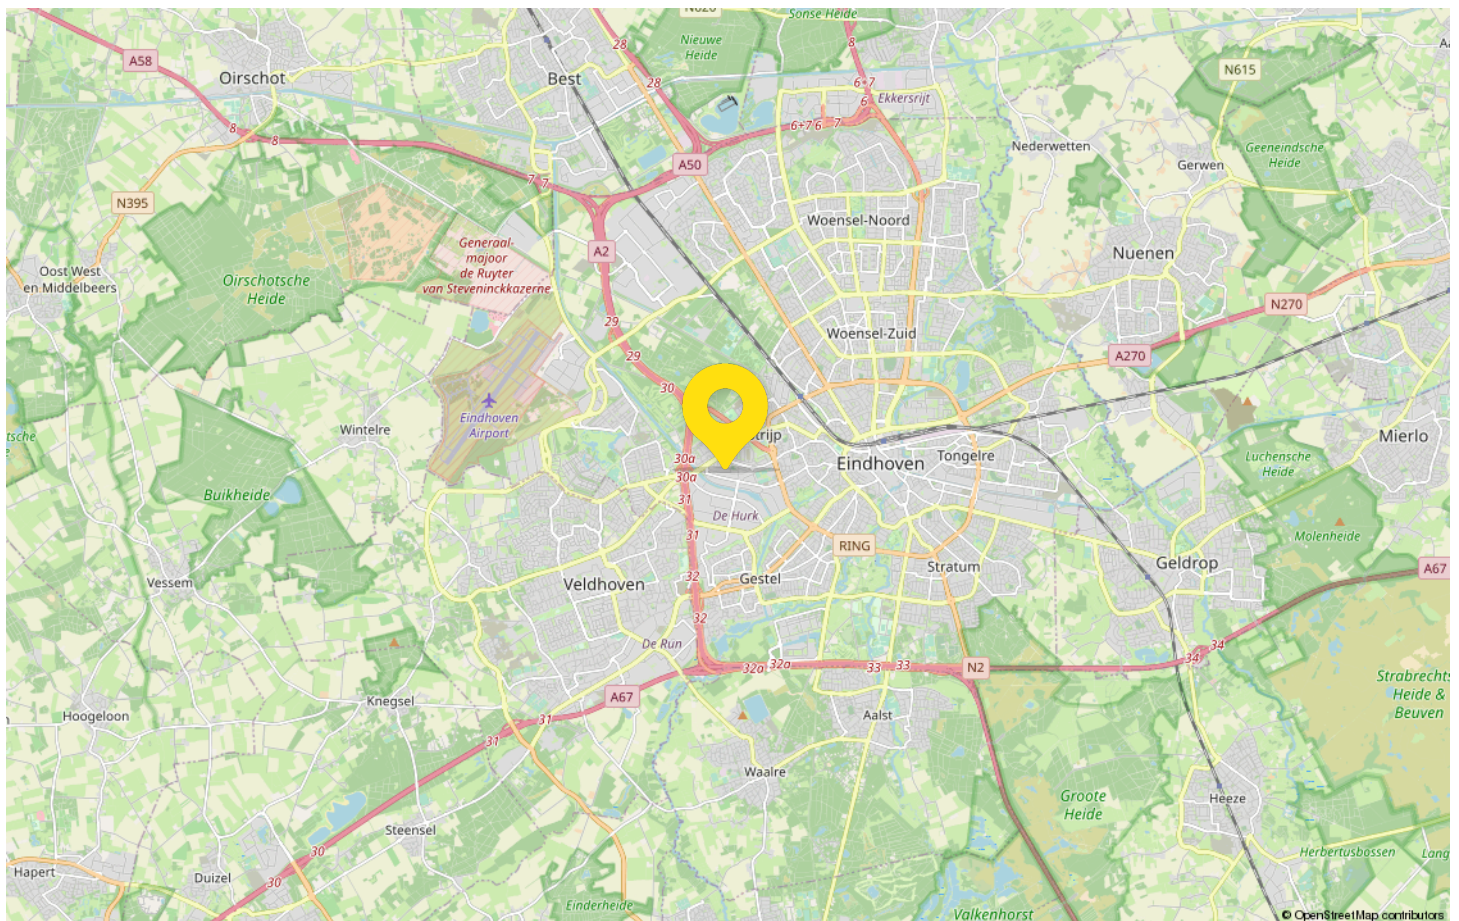 N620
Sonse Heide
28
8
Nieuwe
Heide
A58
Oirschot
Best
28
6+7
6
Ekkersrijt
N615
8
8
6+7 6
7
Nederwetten
Geeneindsche
Heide
A50
Gerwen
7
7
N395
Woensel-Noord
Generaal-
majoor
de Ruyter
van Steveninckkazerne
A2
Nuenen
Oost West
en Middelbeers
Oirschotsche
Heide
N270
29
Woensel-Zuid
29
A270
30
Eindhoven
Airport
Wintelre
trijp
Mierlo
tsche
Eindhoven
Tongelre
30a
30a
Luchensche
Heide
Buikheide
31
De Hurk
31
RING
Molenheide
Vessem
32
Gestel
Stratum
Geldrop
A67
Veldhoven
32
De Run
34
34
32a
32a
33
33
N2
Strabrechts
Heide &
Beuven
A67
Knegsel
Hoogeloon
31
31
Aalst
Waalre
Groote
Heide
Heeze
Steensel
30
30
Hapert
Duizel
Herbertusbossen
Lang
Einderheide
Valkenhorst
© OpenStreetMap contributors